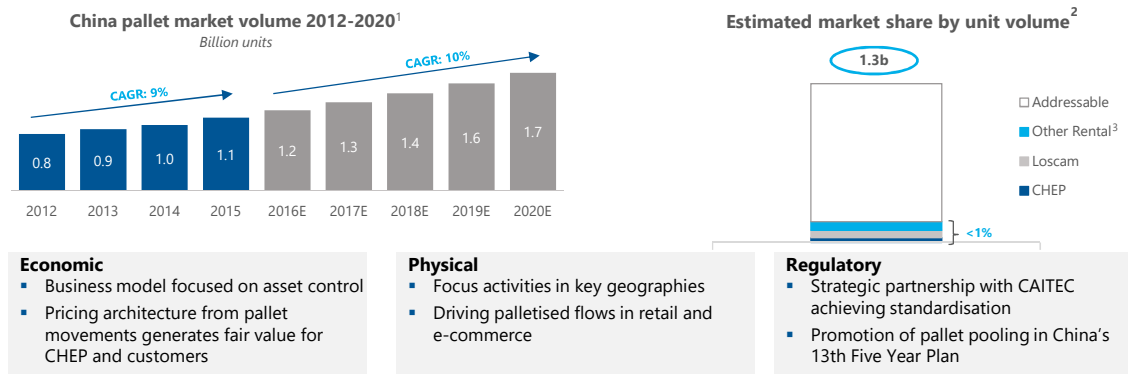 China pallet market volume 2012-2020¹
Billion units
CAGR: 9%
CAGR: 10%
0.8
0.9
1.0
1.1
1.2
1.3
1.4
1.6
1.7
2012
2013
2014
2015
2016E
2017E
2018E
2019E
2020E
Estimated market share by unit volume²
1.3b
Addressable
Other Rental³
Loscam
CHEP
<1%
Economic
▪ Business model focused on asset control
▪ Pricing architecture from pallet
movements generates fair value for
CHEP and customers
Physical
▪ Focus activities in key geographies
▪ Driving palletised flows in retail and
e-commerce
Regulatory
▪ Strategic partnership with CAITEC
achieving standardisation
▪ Promotion of pallet pooling in China’s
13th Five Year Plan